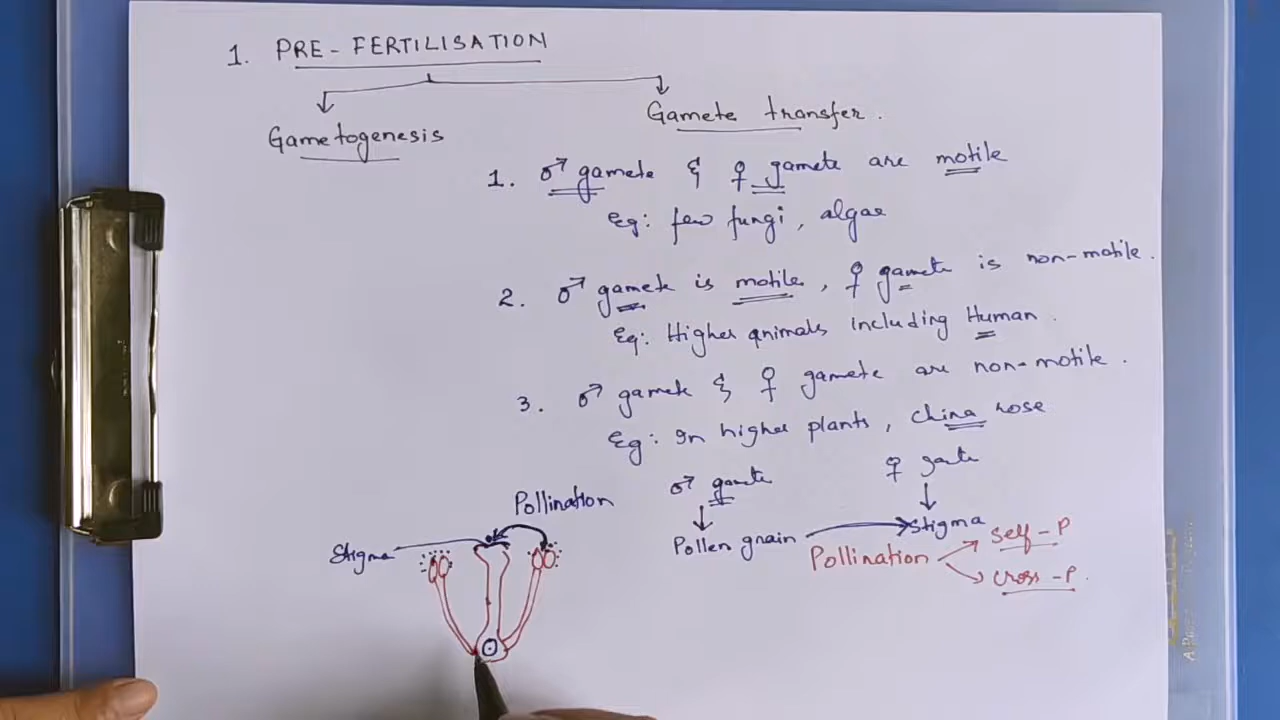 1. PRE-FERTILISATION
Gametogenesis
Gamete transfer.
1. ♂ gamete & ♀ gamete are motile
Eg: few fungi, algae
2. ♂ gamete is motile, ♀ gamete is non-motile.
Eg: Higher animals including Human.
3. ♂ gamete & ♀ gamete are non-motile.
Eg: In higher plants, china rose
♂ gamete
♀ gamete
Pollen grain
Stigma
Pollination
self-P
cross-P.
Pollination
Stigma